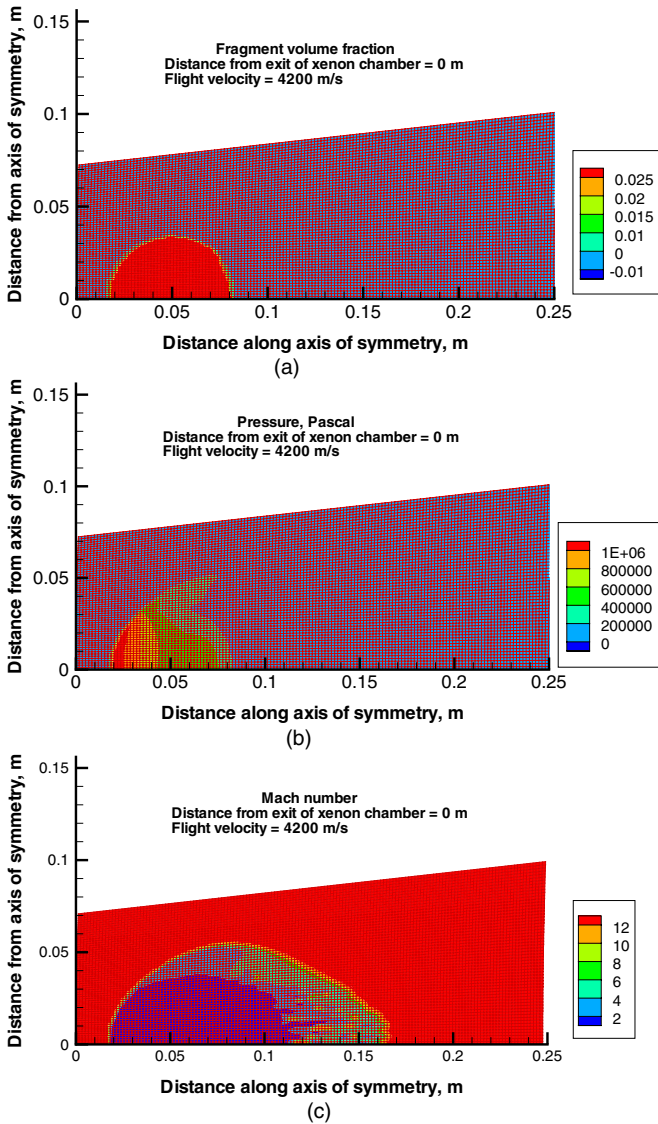 0.15
Fragment volume fraction
Distance from exit of xenon chamber = 0 m
Flight velocity = 4200 m/s
0.1
0.05
0
Distance from axis of symmetry, m
0.025
0.02
0.015
0.01
0
-0.01
0 0.05 0.1 0.15 0.2 0.25
Distance along axis of symmetry, m
(a)
0.15
Pressure, Pascal
Distance from exit of xenon chamber = 0 m
Flight velocity = 4200 m/s
0.1
0.05
0
Distance from axis of symmetry, m
1E+06
800000
600000
400000
200000
0
0 0.05 0.1 0.15 0.2 0.25
Distance along axis of symmetry, m
(b)
0.15
Mach number
Distance from exit of xenon chamber = 0 m
Flight velocity = 4200 m/s
0.1
0.05
0
Distance from axis of symmetry, m
12
10
8
6
4
2
0 0.05 0.1 0.15 0.2 0.25
Distance along axis of symmetry, m
(c)